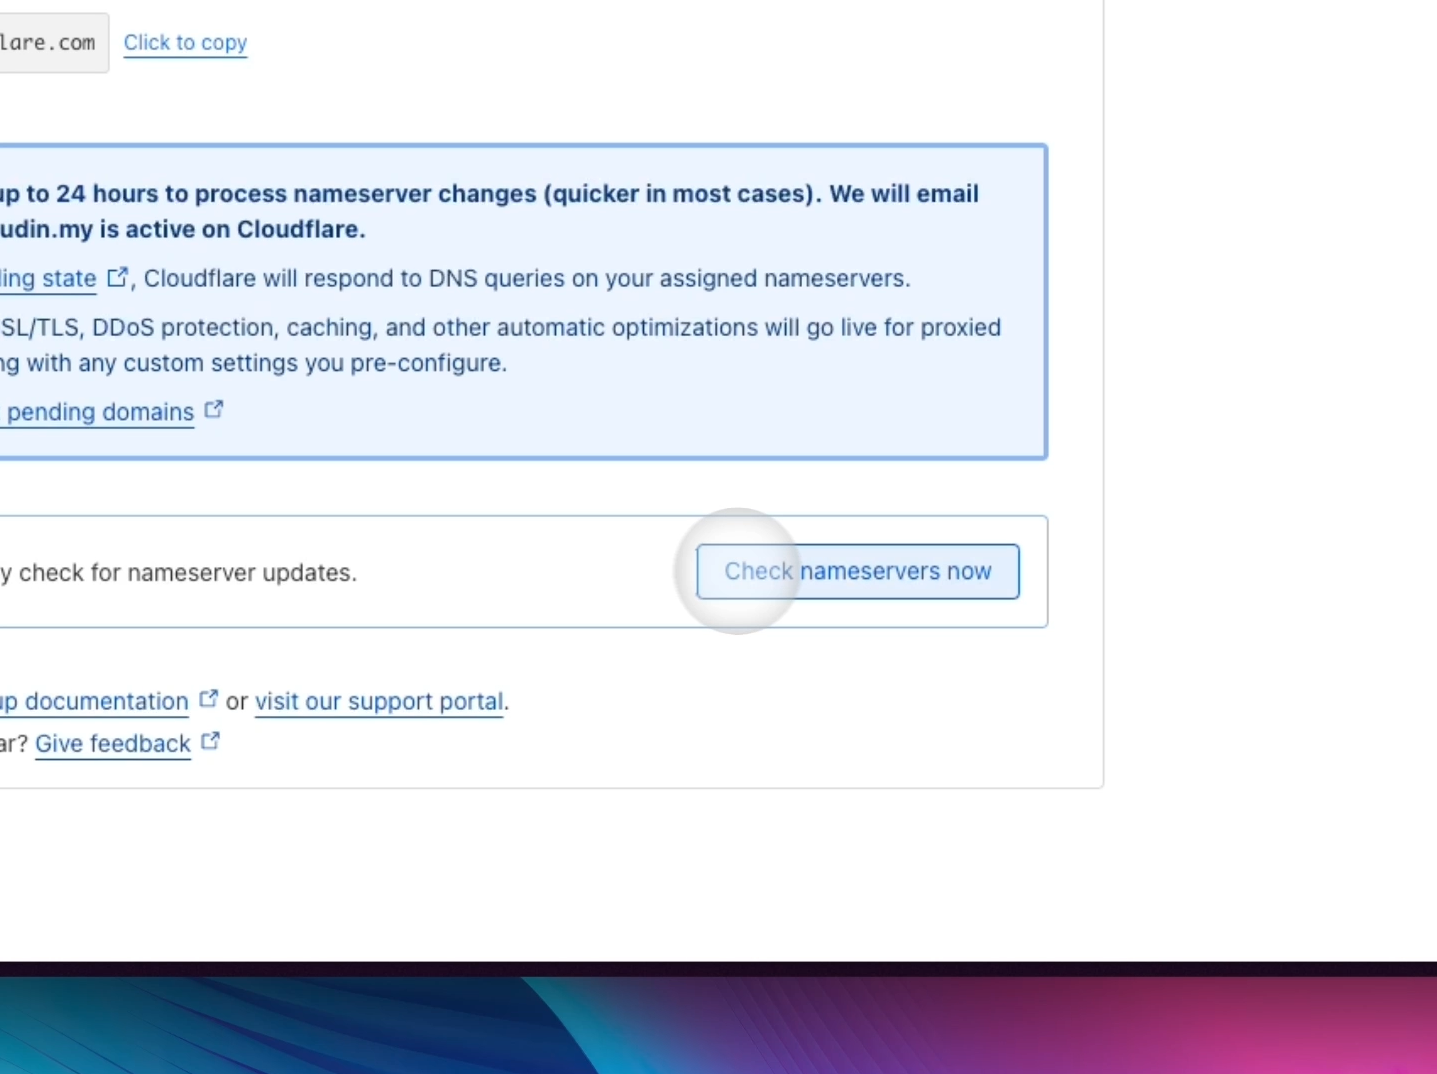 lare.com Click to copy
up to 24 hours to process nameserver changes (quicker in most cases). We will email
udin.my is active on Cloudflare.
ling state, Cloudflare will respond to DNS queries on your assigned nameservers.
SL/TLS, DDoS protection, caching, and other automatic optimizations will go live for proxied
ng with any custom settings you pre-configure.
pending domains
y check for nameserver updates. Check nameservers now
up documentation or visit our support portal.
ar? Give feedback